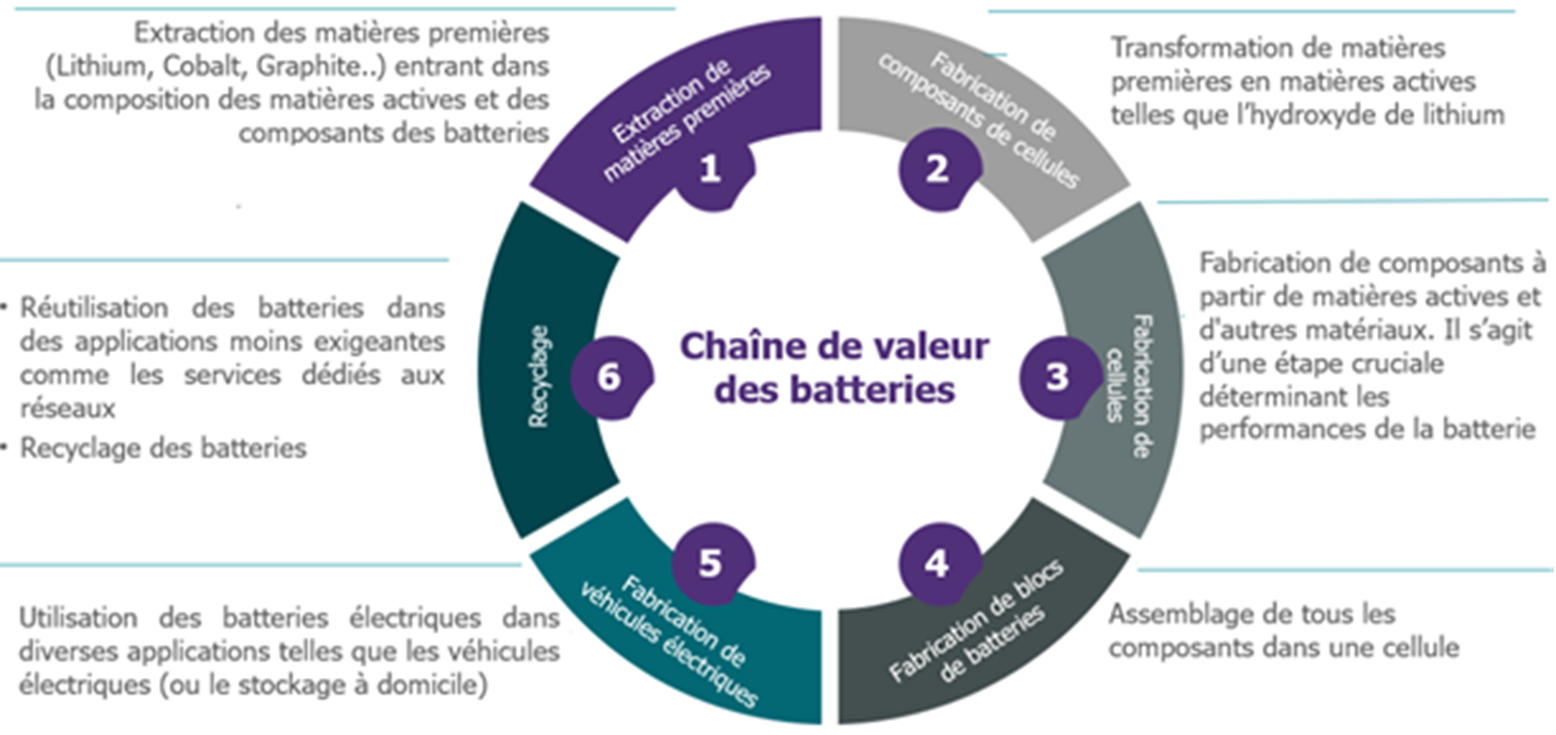 Extraction des matières premières
(Lithium, Cobalt, Graphite..) entrant dans
la composition des matières actives et des
composants des batteries
Extraction de
matières premières
1
Fabrication de
composants de cellules
2
Transformation de matières
premières en matières actives
telles que l’hydroxyde de lithium
Fabrication de
cellules
3
Fabrication de composants à
partir de matières actives et
d'autres matériaux. Il s’agit
d’une étape cruciale
déterminant les
performances de la batterie
Chaîne de valeur
des batteries
Fabrication de blocs
de batteries
4
Assemblage de tous les
composants dans une cellule
Fabrication de
véhicules électriques
5
Utilisation des batteries électriques dans
diverses applications telles que les véhicules
électriques (ou le stockage à domicile)
Recyclage
6
• Réutilisation des batteries dans
des applications moins exigeantes
comme les services dédiés aux
réseaux
• Recyclage des batteries